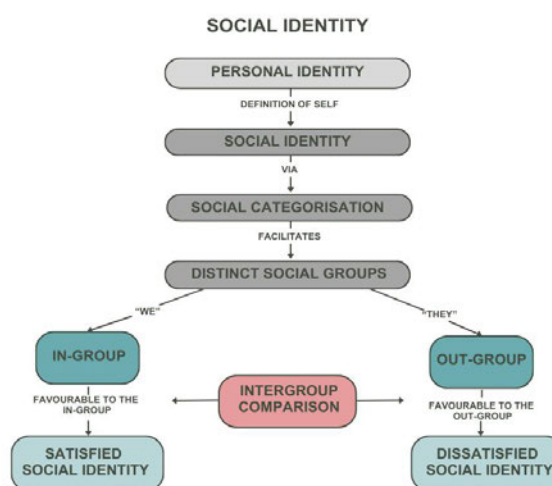 SOCIAL IDENTITY
PERSONAL IDENTITY
DEFINITION OF SELF
SOCIAL IDENTITY
VIA
SOCIAL CATEGORISATION
FACILITATES
DISTINCT SOCIAL GROUPS
"WE"
"THEY"
IN-GROUP
OUT-GROUP
FAVOURABLE TO THE
IN-GROUP
INTERGROUP
COMPARISON
FAVOURABLE TO THE
OUT-GROUP
SATISFIED
SOCIAL IDENTITY
DISSATISFIED
SOCIAL IDENTITY